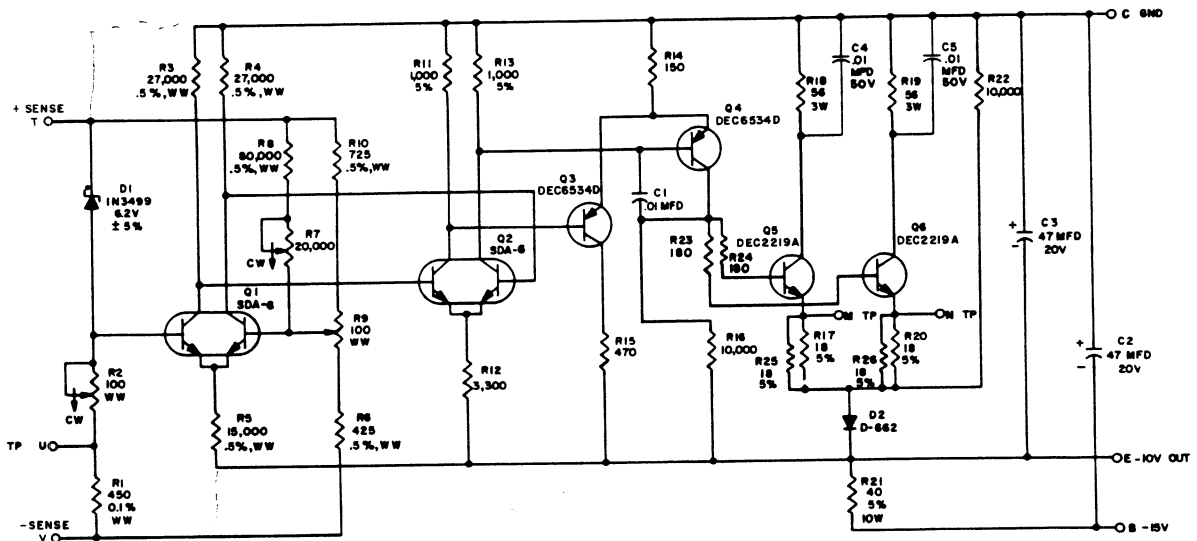 C GND
R3
27,000
.5%, WW
R4
27,000
.5%, WW
R11
1,000
5%
R13
1,000
5%
R14
150
R18
56
3W
C4
.01
MFD
50V
R19
56
3W
C5
.01
MFD
50V
R22
10,000
+ SENSE
T
R8
80,000
.5%, WW
R10
725
.5%, WW
Q4
DEC6534D
D1
1N3499
6.2V
± 5%
Q3
DEC6534D
C1
.01 MFD
CW
R7
20,000
Q2
SDA-6
R23
180
R24
180
Q5
DEC2219A
Q6
DEC2219A
+
-
C3
47 MFD
20V
Q1
SDA-6
R9
100
WW
M TP
N TP
R2
100
WW
CW
R12
3,300
R15
470
R16
10,000
R25
18
5%
R17
18
5%
R26
18
5%
R20
18
5%
+
-
C2
47 MFD
20V
R5
15,000
.5%, WW
R6
425
.5%, WW
D2
D-662
TP U
E -10V OUT
R1
450
0.1%
WW
R21
40
5%
10W
-SENSE
V
B -15V